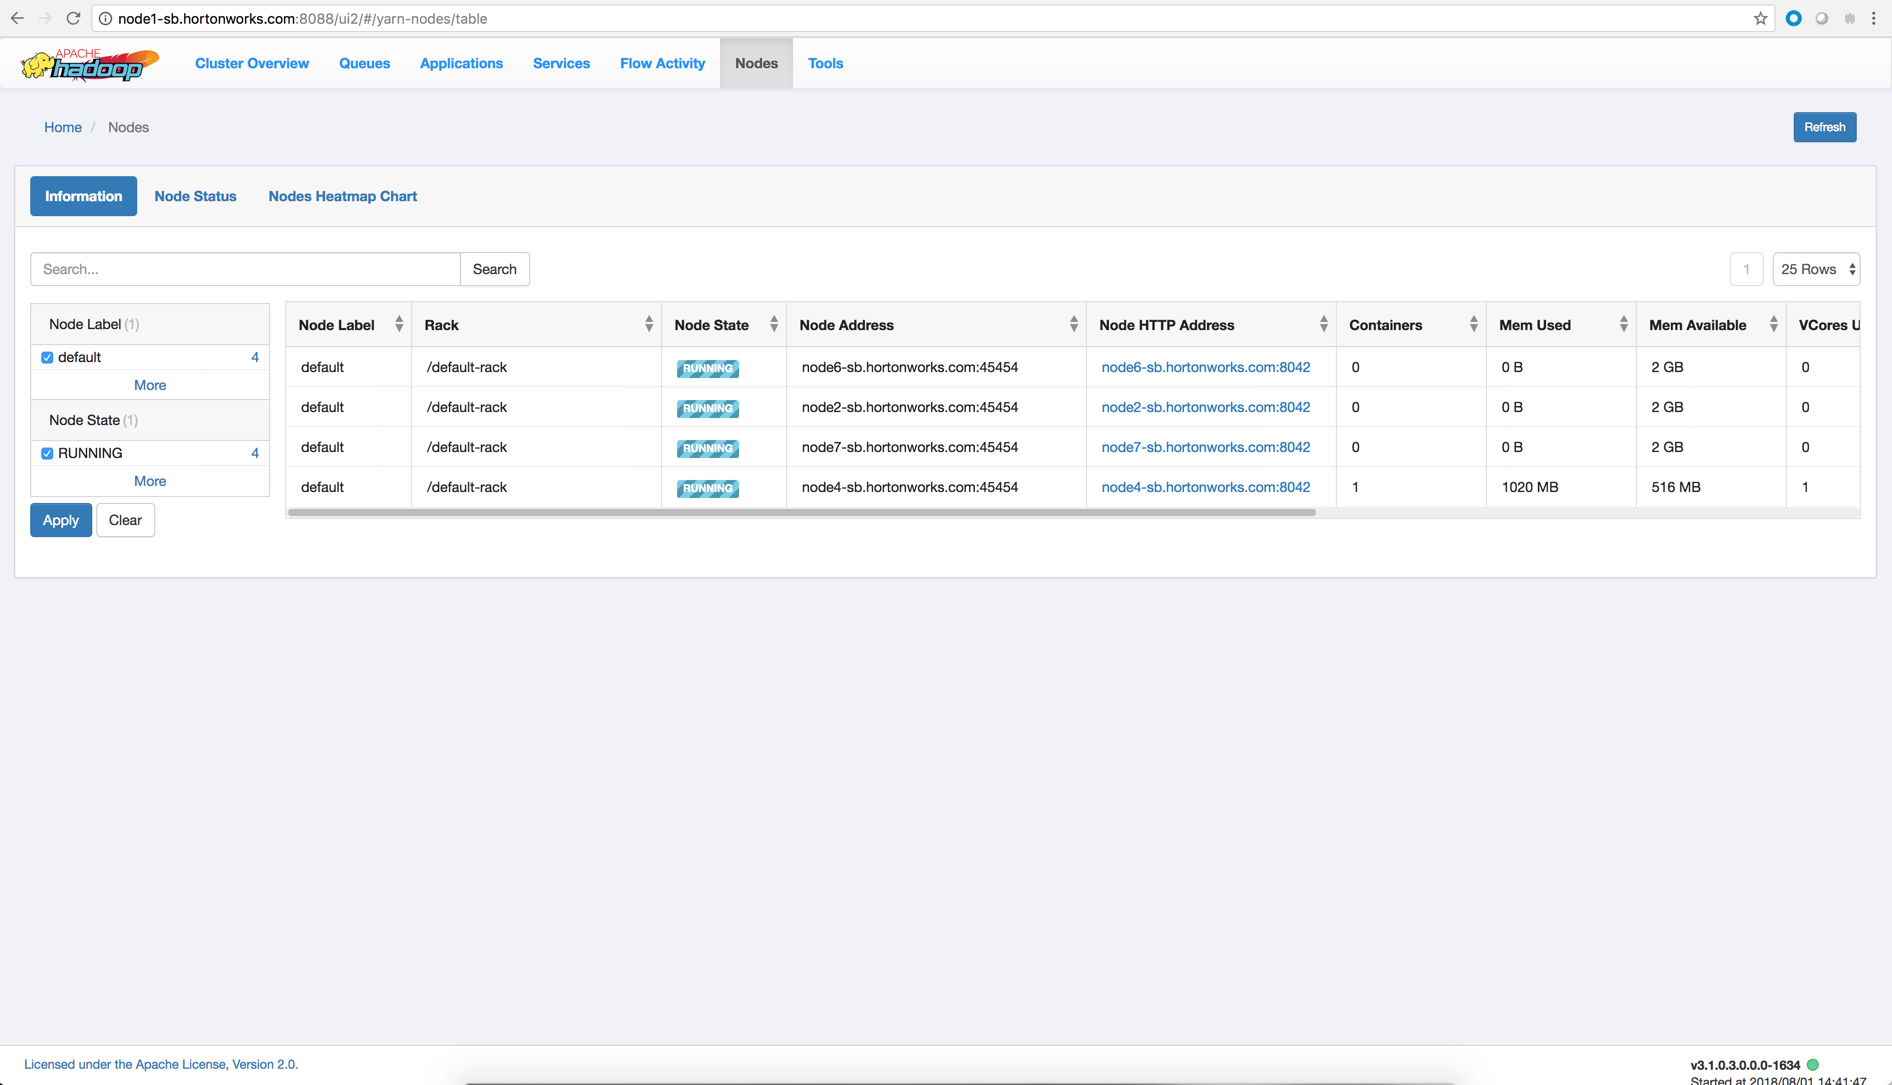 node1-sb.hortonworks.com:8088/ui2/#/yarn-nodes/table
APACHE
hadoop
Cluster Overview Queues Applications Services Flow Activity Nodes Tools
Home / Nodes
Refresh
Information Node Status Nodes Heatmap Chart
Search... Search
1 25 Rows
Node Label (1)
default 4
More
Node State (1)
RUNNING 4
More
Apply Clear
Node Label Rack Node State Node Address Node HTTP Address Containers Mem Used Mem Available VCores U
default /default-rack RUNNING node6-sb.hortonworks.com:45454 node6-sb.hortonworks.com:8042 0 0 B 2 GB 0
default /default-rack RUNNING node2-sb.hortonworks.com:45454 node2-sb.hortonworks.com:8042 0 0 B 2 GB 0
default /default-rack RUNNING node7-sb.hortonworks.com:45454 node7-sb.hortonworks.com:8042 0 0 B 2 GB 0
default /default-rack RUNNING node4-sb.hortonworks.com:45454 node4-sb.hortonworks.com:8042 1 1020 MB 516 MB 1
Licensed under the Apache License, Version 2.0.
v3.1.0.3.0.0.0-1634
Started at 2018/08/01 14:41:47